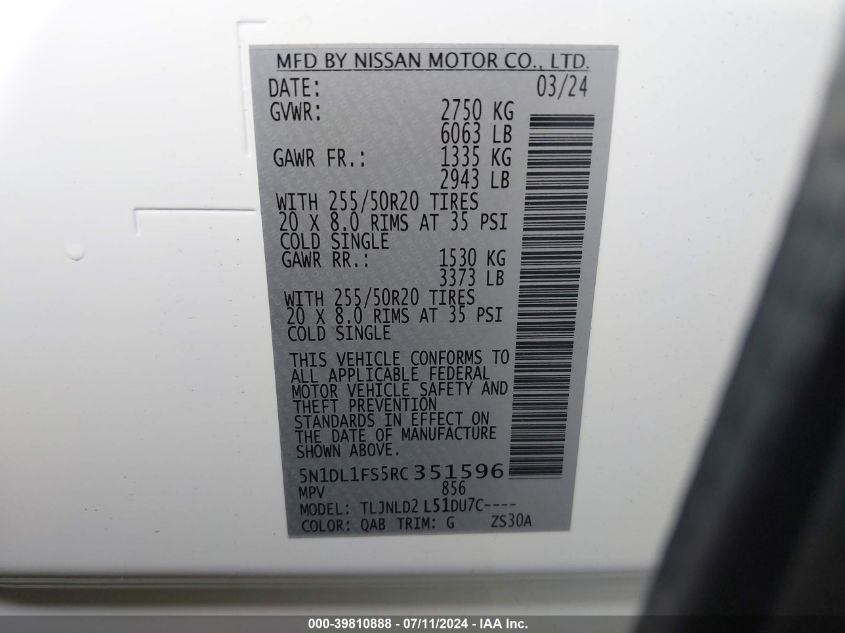 MFD BY NISSAN MOTOR CO., LTD.
DATE: 03/24
GVWR: 2750 KG
6063 LB
GAWR FR.: 1335 KG
2943 LB
WITH 255/50R20 TIRES
20 X 8.0 RIMS AT 35 PSI
COLD SINGLE
GAWR RR.: 1530 KG
3373 LB
WITH 255/50R20 TIRES
20 X 8.0 RIMS AT 35 PSI
COLD SINGLE
THIS VEHICLE CONFORMS TO
ALL APPLICABLE FEDERAL
MOTOR VEHICLE SAFETY AND
THEFT PREVENTION
STANDARDS IN EFFECT ON
THE DATE OF MANUFACTURE
SHOWN ABOVE.
5N1DL1FS5RC351596
MPV 856
MODEL: TLJNLD2 L51DU7C----
COLOR: QAB TRIM: G ZS30A
000-39810888 - 07/11/2024 - IAA Inc.